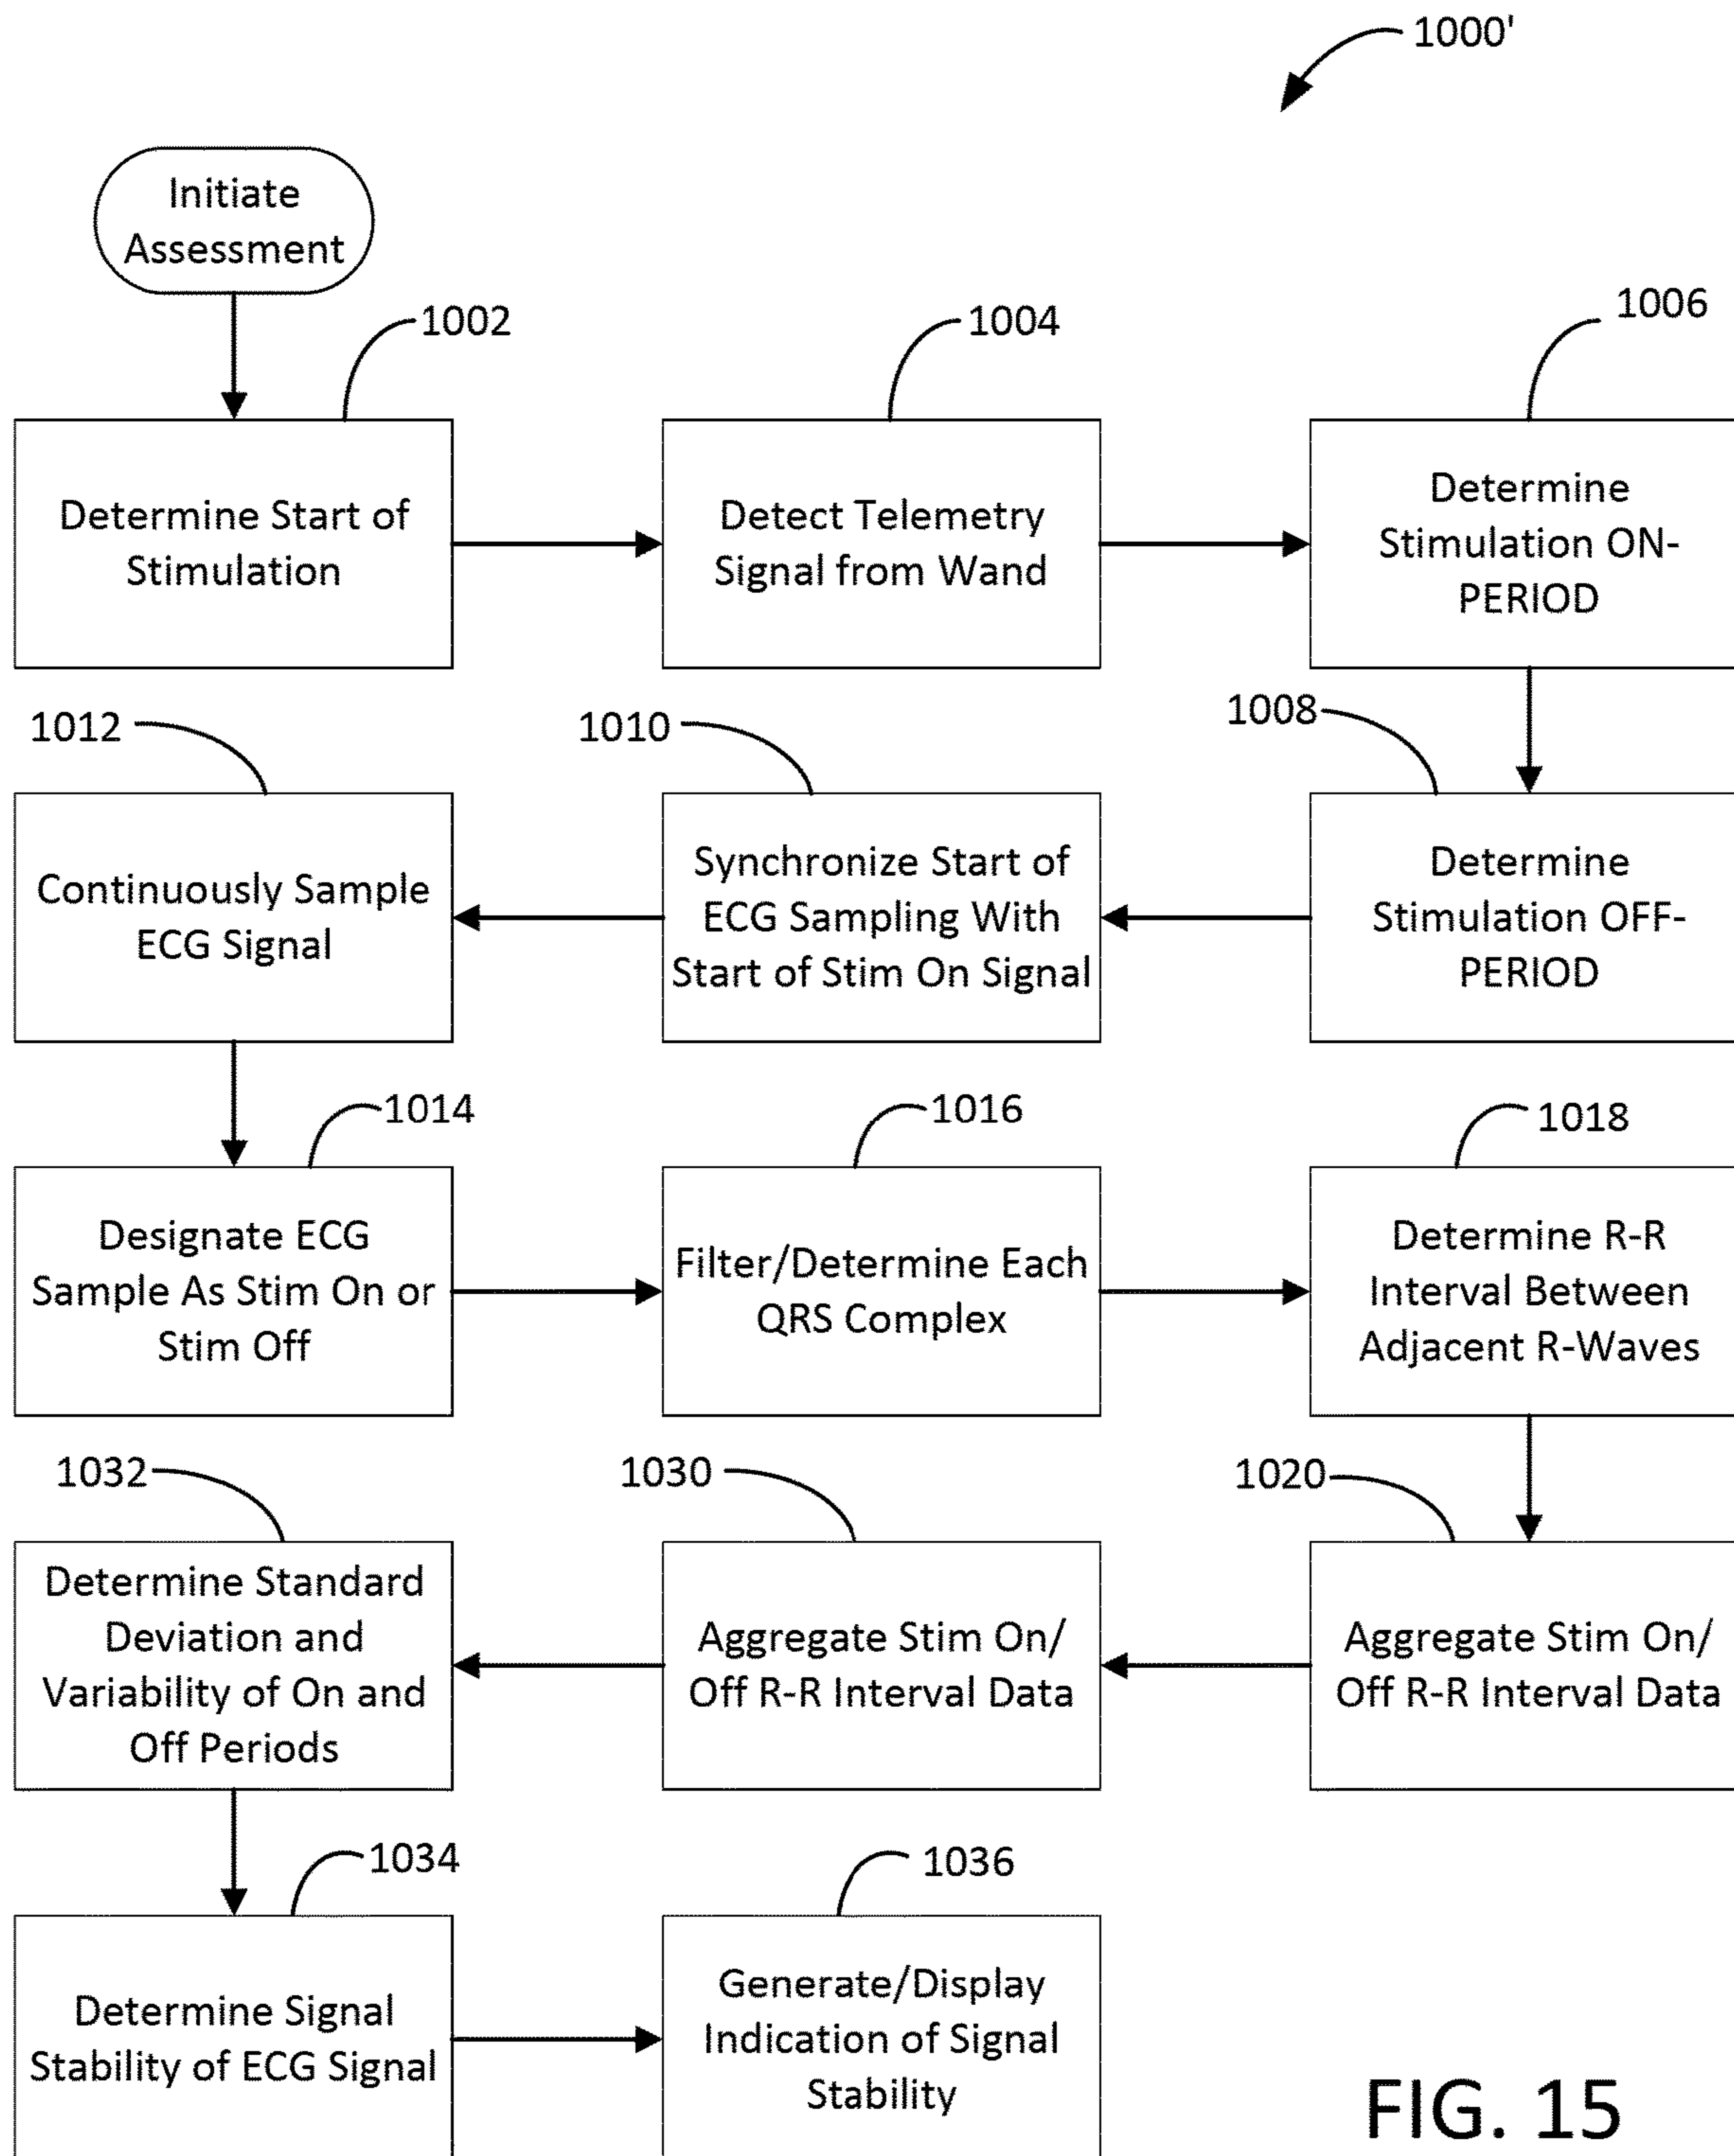 1000'
Initiate
Assessment
1002
1004
1006
Determine Start of
Stimulation
Detect Telemetry
Signal from Wand
Determine
Stimulation ON-
PERIOD
1012
1010
1008
Continuously Sample
ECG Signal
Synchronize Start of
ECG Sampling With
Start of Stim On Signal
Determine
Stimulation OFF-
PERIOD
1014
1016
1018
Designate ECG
Sample As Stim On or
Stim Off
Filter/Determine Each
QRS Complex
Determine R-R
Interval Between
Adjacent R-Waves
1032
1030
1020
Determine Standard
Deviation and
Variability of On and
Off Periods
Aggregate Stim On/
Off R-R Interval Data
Aggregate Stim On/
Off R-R Interval Data
1034
1036
Determine Signal
Stability of ECG Signal
Generate/Display
Indication of Signal
Stability
FIG. 15